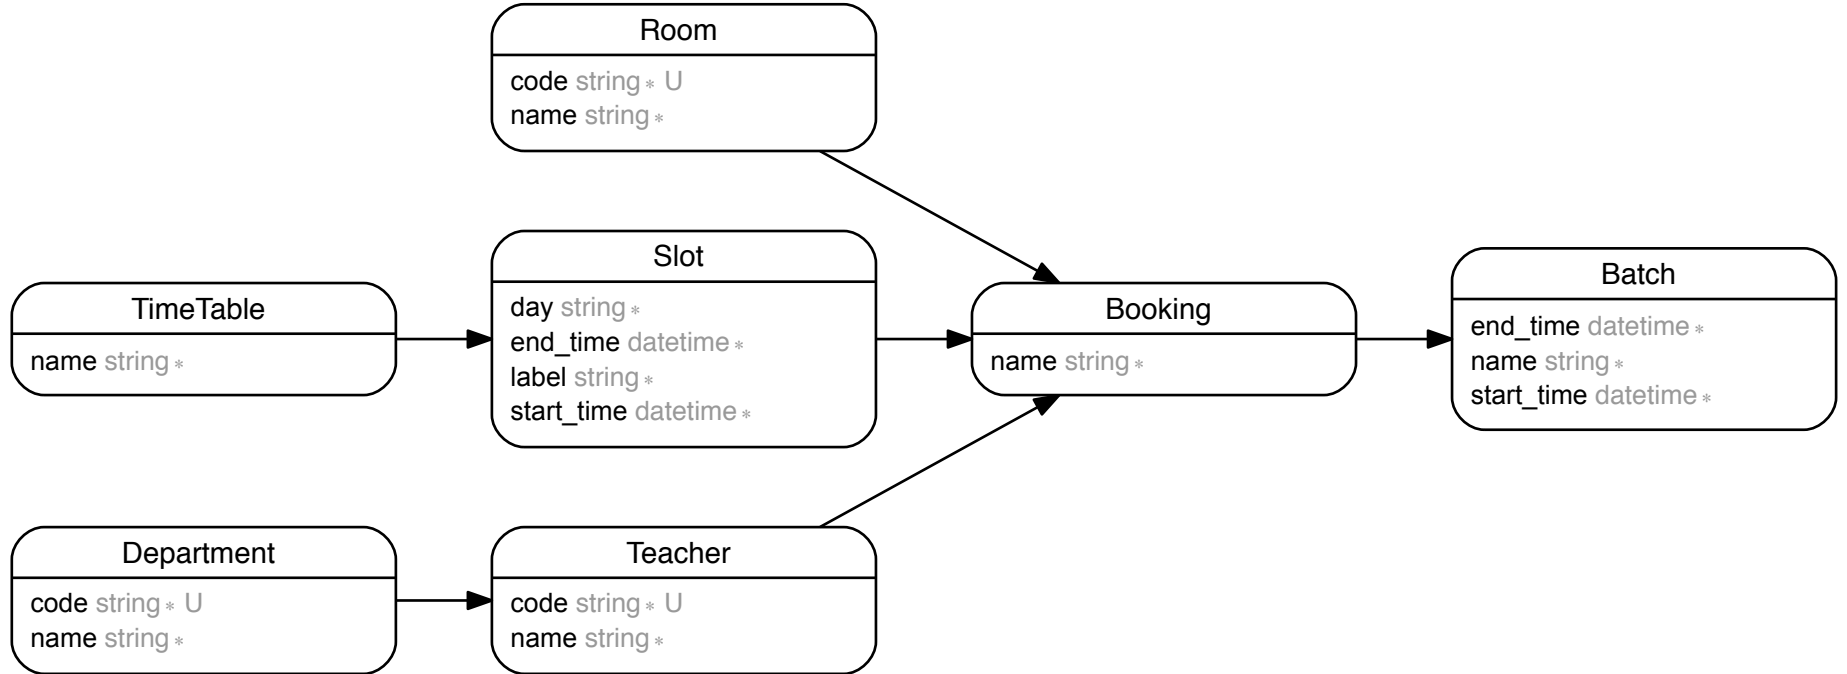 Room
code string * U
name string *
Slot
day string *
end_time datetime *
label string *
start_time datetime *
TimeTable
name string *
Booking
name string *
Batch
end_time datetime *
name string *
start_time datetime *
Department
code string * U
name string *
Teacher
code string * U
name string *